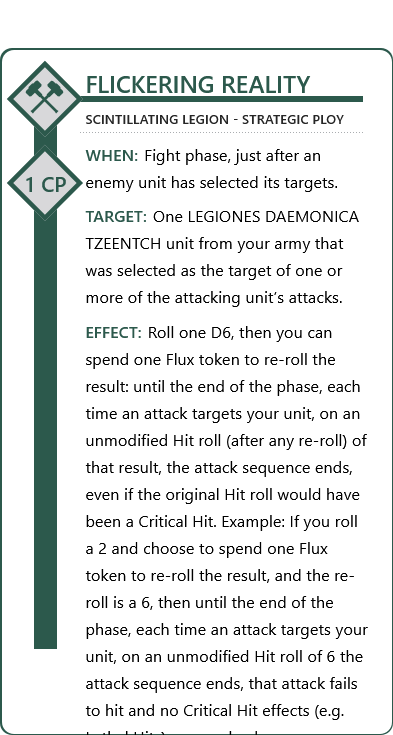 FLICKERING REALITY
SCINTILLATING LEGION - STRATEGIC PLOY
1 CP
WHEN: Fight phase, just after an
enemy unit has selected its targets.
TARGET: One LEGIONES DAEMONICA
TZEENTCH unit from your army that
was selected as the target of one or
more of the attacking unit's attacks.
EFFECT: Roll one D6, then you can
spend one Flux token to re-roll the
result: until the end of the phase, each
time an attack targets your unit, on an
unmodified Hit roll (after any re-roll) of
that result, the attack sequence ends,
even if the original Hit roll would have
been a Critical Hit. Example: If you roll
a 2 and choose to spend one Flux
token to re-roll the result, and the re-
roll is a 6, then until the end of the
phase, each time an attack targets your
unit, on an unmodified Hit roll of 6 the
attack sequence ends, that attack fails
to hit and no Critical Hit effects (e.g.